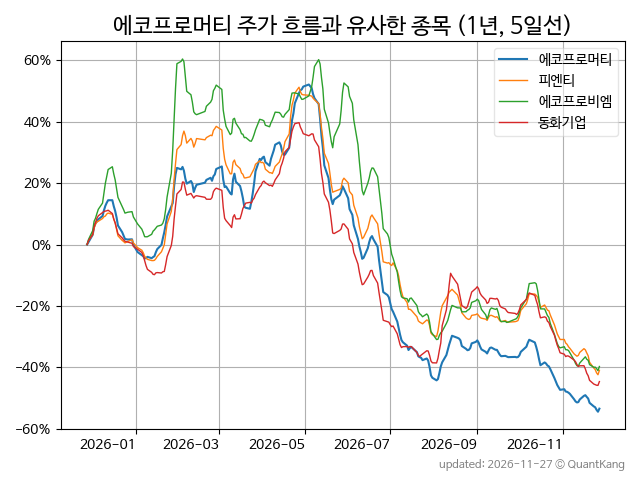 에코프로머티 주가 흐름과 유사한 종목 (1년, 5일선)
에코프로머티
피엔티
에코프로비엠
동화기업
60%
40%
20%
0%
−20%
−40%
−60%
2026-01
2026-03
2026-05
2026-07
2026-09
2026-11
updated: 2026-11-27 © QuantKang